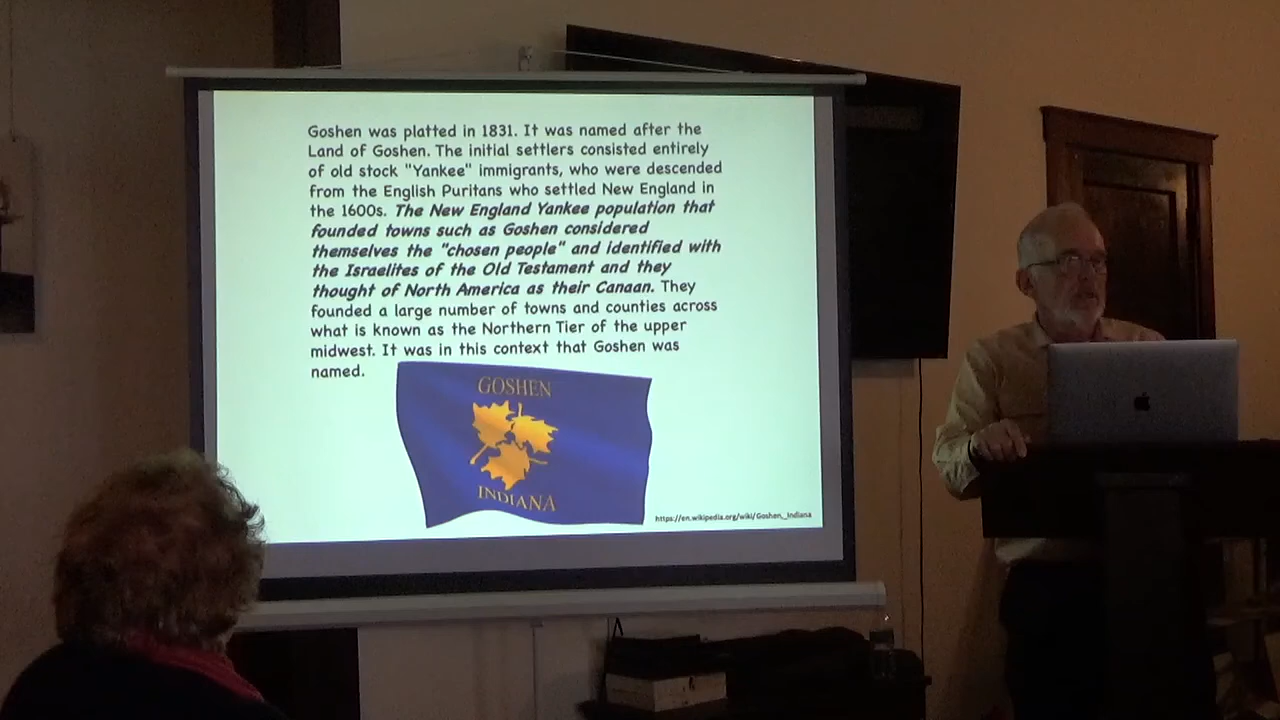 Goshen was platted in 1831. It was named after the
Land of Goshen. The initial settlers consisted entirely
of old stock "Yankee" immigrants, who were descended
from the English Puritans who settled New England in
the 1600s. The New England Yankee population that
founded towns such as Goshen considered
themselves the "chosen people" and identified with
the Israelites of the Old Testament and they
thought of North America as their Canaan. They
founded a large number of towns and counties across
what is known as the Northern Tier of the upper
midwest. It was in this context that Goshen was
named.
GOSHEN
INDIANA
https://en.wikipedia.org/wiki/Goshen,_Indiana